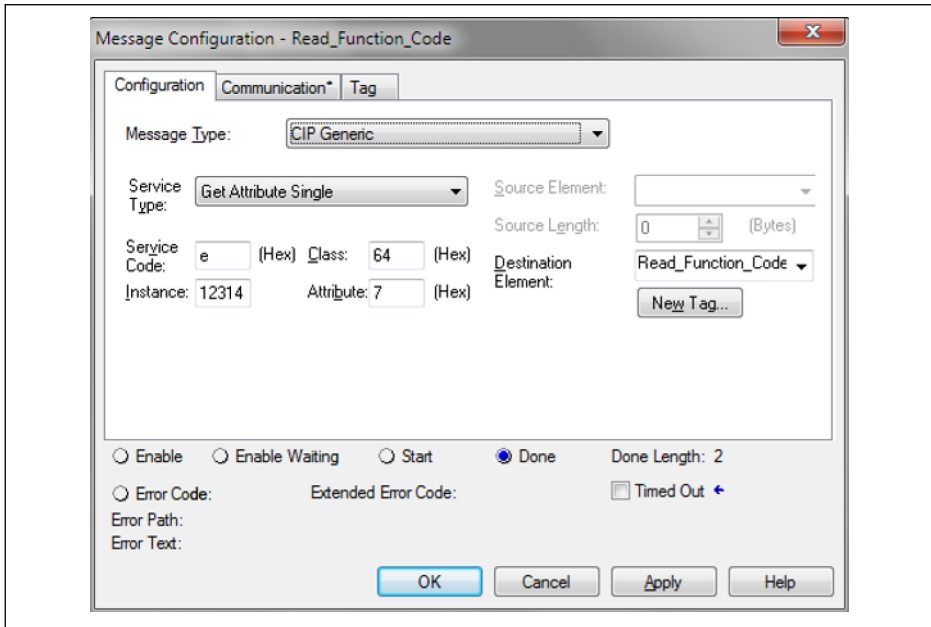 Message Configuration - Read_Function_Code
Configuration Communication* Tag
Message Type: CIP Generic
Service Type: Get Attribute Single
Service Code: e (Hex) Class: 64 (Hex)
Instance: 12314 Attribute: 7 (Hex)
Source Element:
Source Length: 0 (Bytes)
Destination Element: Read_Function_Code
New Tag...
Enable Enable Waiting Start Done Done Length: 2
Error Code: Extended Error Code: Timed Out
Error Path:
Error Text:
OK Cancel Apply Help